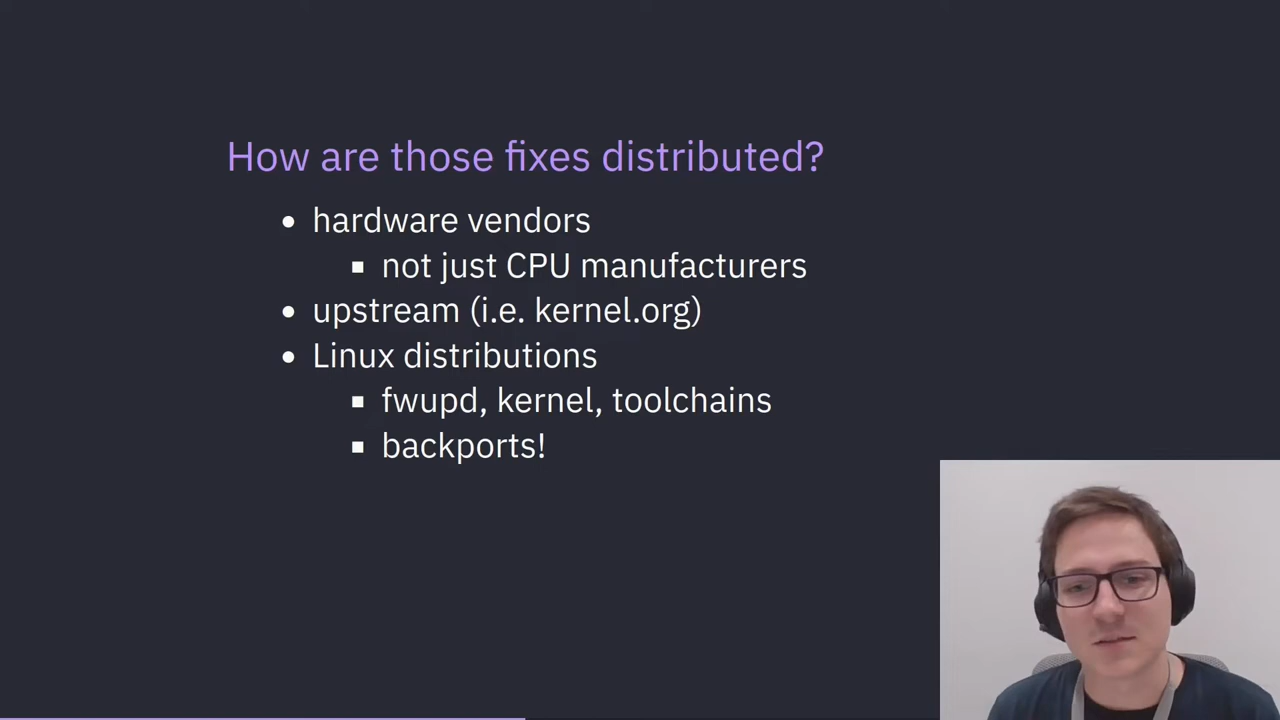 How are those fixes distributed?
hardware vendors
not just CPU manufacturers
upstream (i.e. kernel.org)
Linux distributions
fwupd, kernel, toolchains
backports!